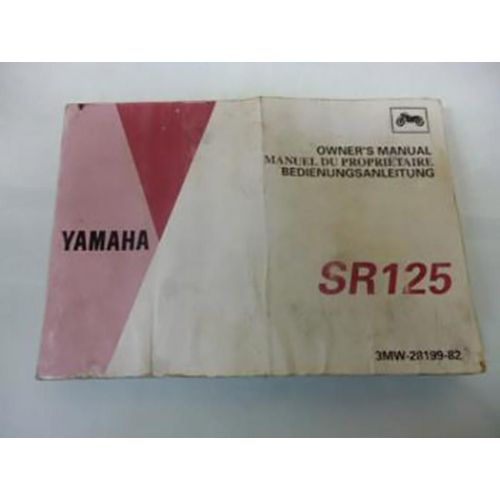 OWNER'S MANUAL
MANUEL DU PROPRIETAIRE
BEDIENUNGSANLEITUNG
YAMAHA
SR125
3MW-28199-82